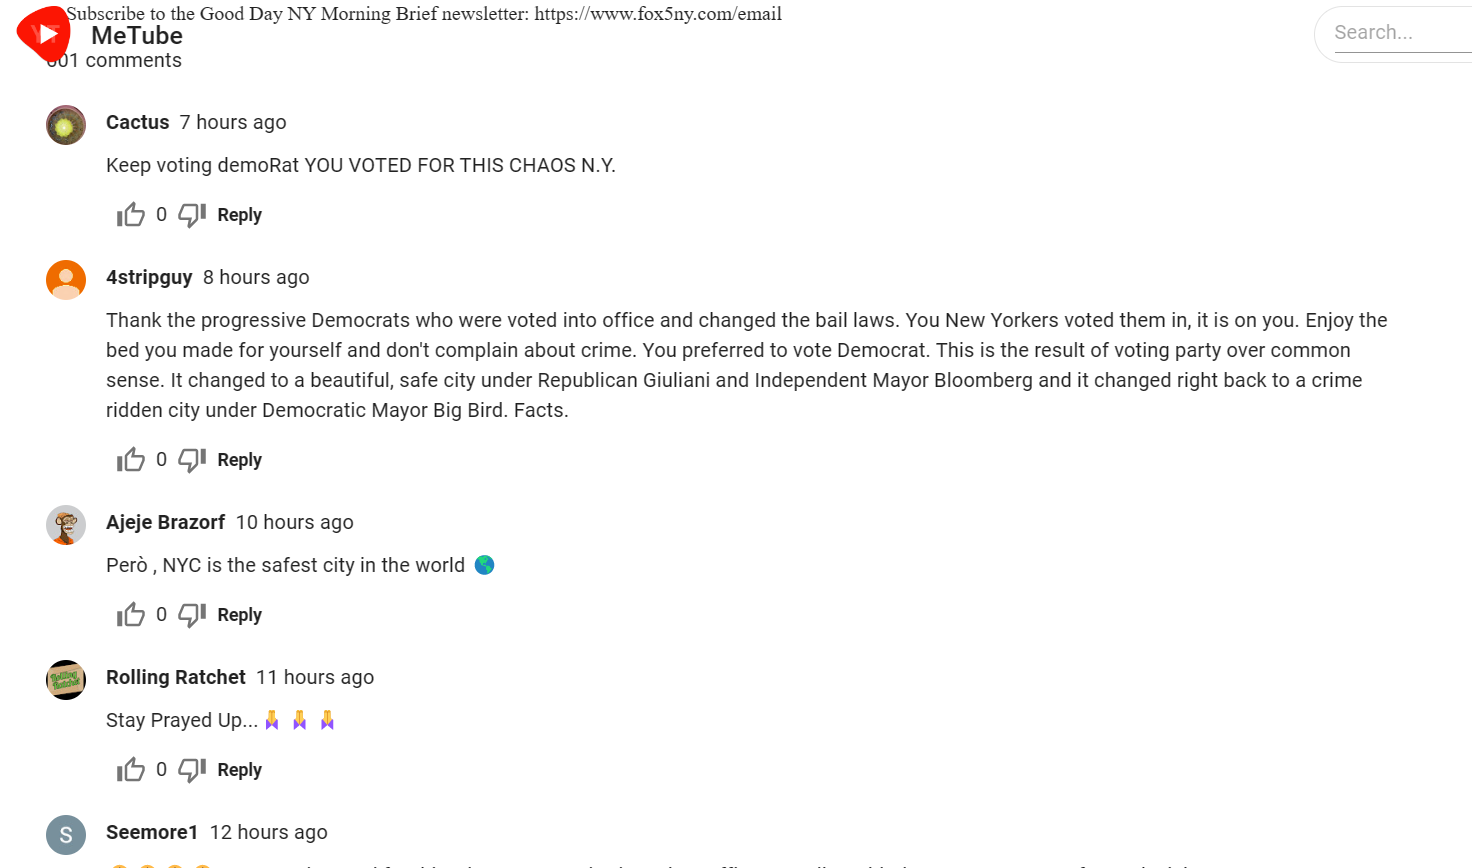 Subscribe to the Good Day NY Morning Brief newsletter: https://www.fox5ny.com/email
MeTube
Search...
601 comments
Cactus 7 hours ago
Keep voting demoRat YOU VOTED FOR THIS CHAOS N.Y.
0 Reply
4stripguy 8 hours ago
Thank the progressive Democrats who were voted into office and changed the bail laws. You New Yorkers voted them in, it is on you. Enjoy the
bed you made for yourself and don't complain about crime. You preferred to vote Democrat. This is the result of voting party over common
sense. It changed to a beautiful, safe city under Republican Giuliani and Independent Mayor Bloomberg and it changed right back to a crime
ridden city under Democratic Mayor Big Bird. Facts.
0 Reply
Ajeje Brazorf 10 hours ago
Però , NYC is the safest city in the world 🌎
0 Reply
Rolling Ratchet 11 hours ago
Stay Prayed Up... 🙏 🙏 🙏
0 Reply
S
Seemore1 12 hours ago